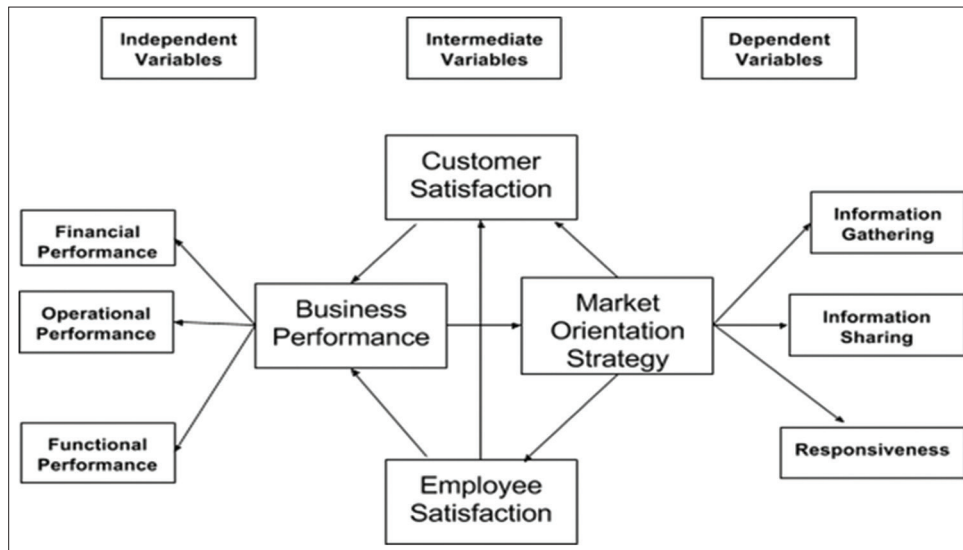 Independent
Variables
Intermediate
Variables
Dependent
Variables
Customer
Satisfaction
Financial
Performance
Information
Gathering
Operational
Performance
Business
Performance
Market
Orientation
Strategy
Information
Sharing
Functional
Performance
Employee
Satisfaction
Responsiveness